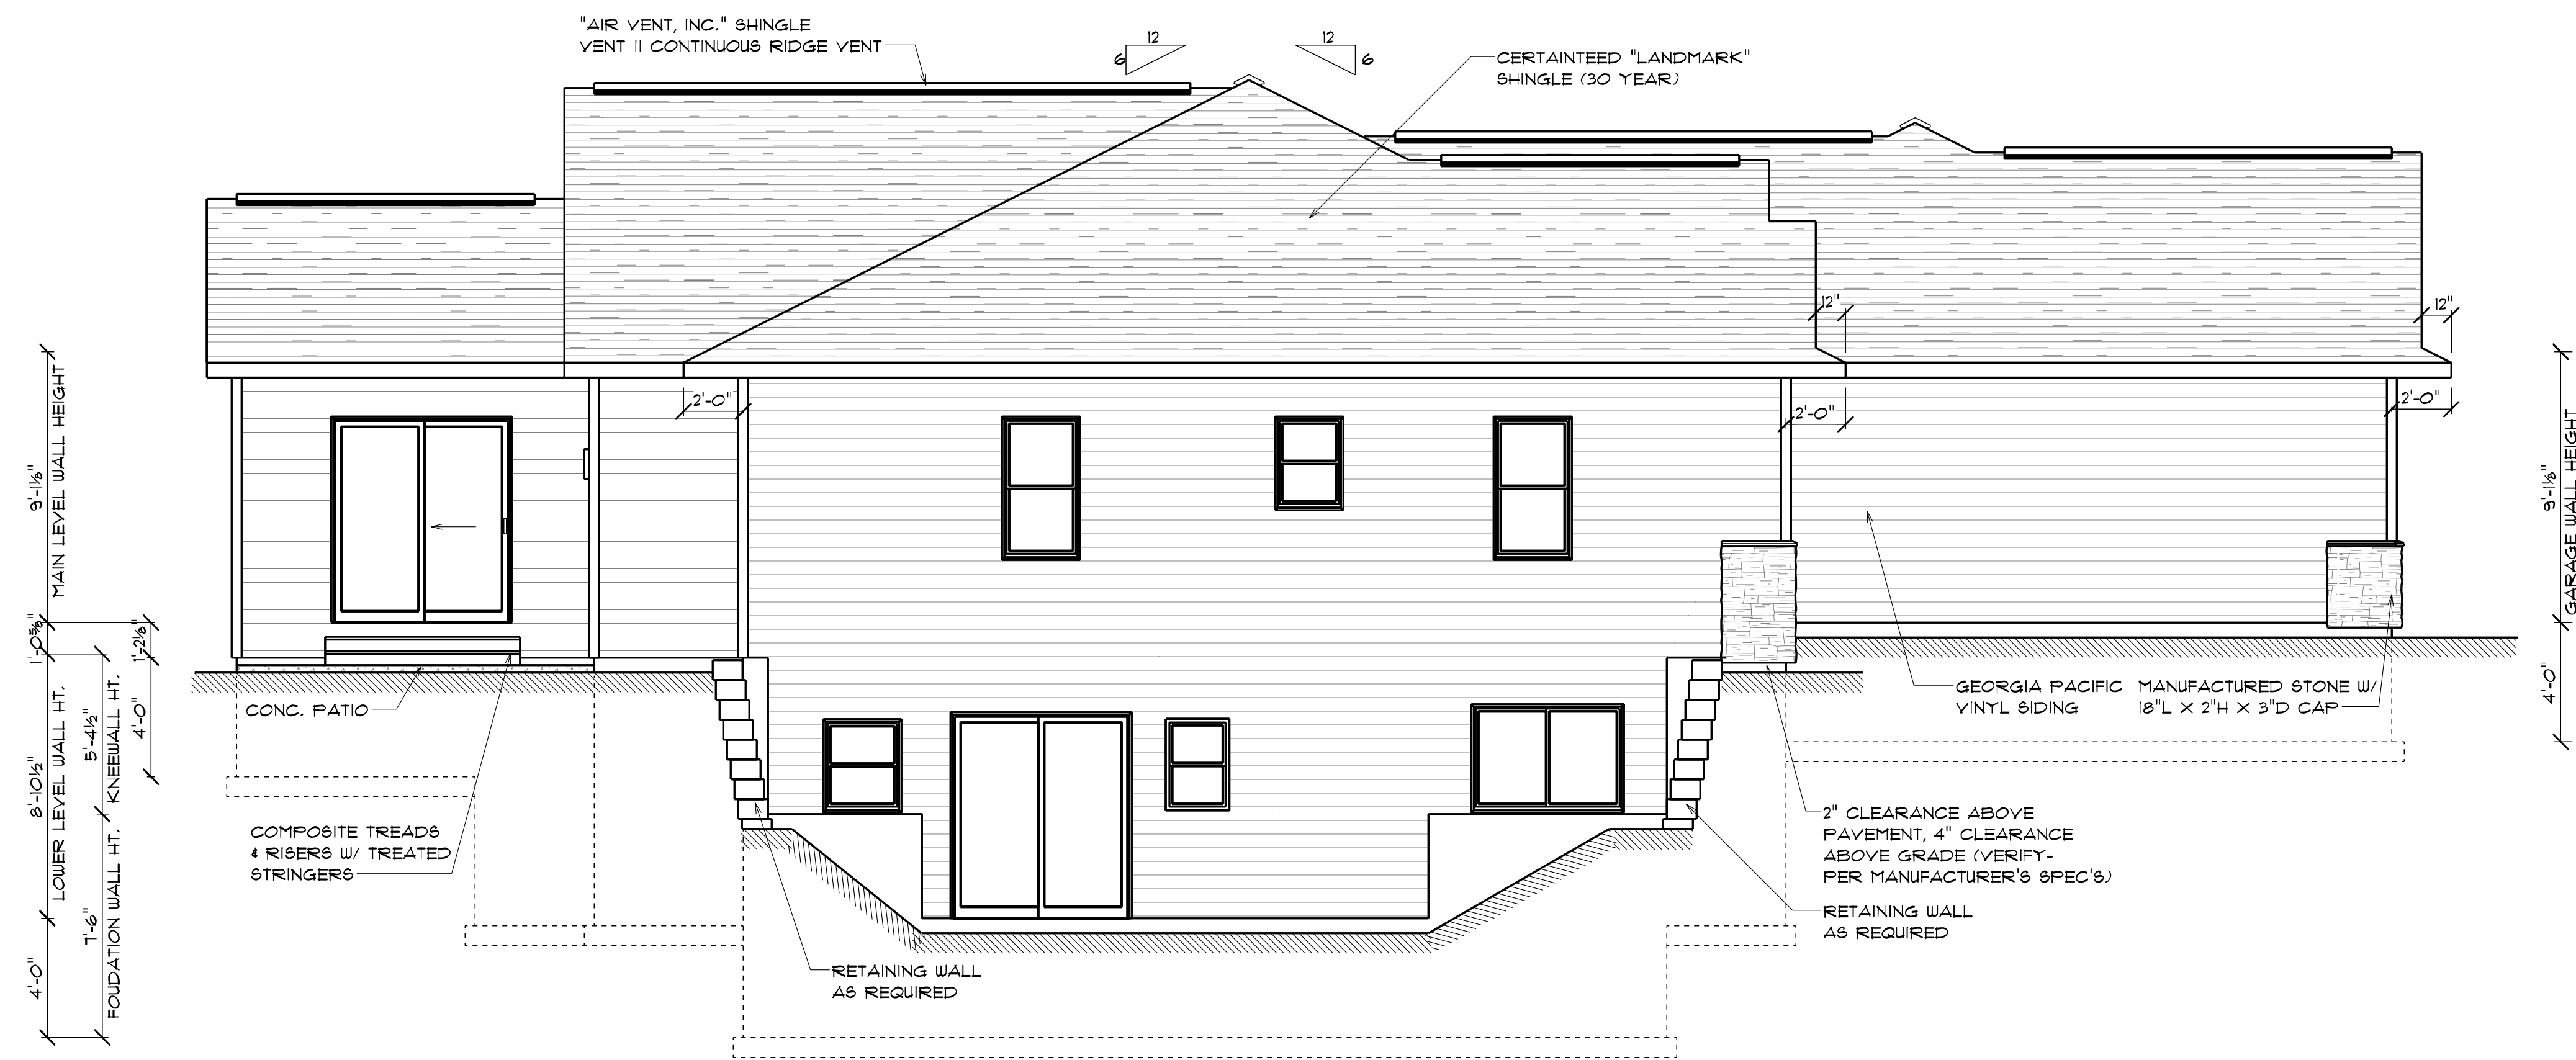 "AIR VENT, INC." SHINGLE
VENT II CONTINUOUS RIDGE VENT
12
6
12
6
CERTAINTEED "LANDMARK"
SHINGLE (30 YEAR)
12"
12"
2'-0"
2'-0"
2'-0"
9'-1⅛"
MAIN LEVEL WALL HEIGHT
1'-0⅝"
1'-2⅛"
8'-10½"
LOWER LEVEL WALL HT.
5'-4½"
KNEEWALL HT.
4'-0"
7'-6"
FOUDATION WALL HT.
4'-0"
9'-1⅛"
GARAGE WALL HEIGHT
4'-0"
CONC. PATIO
COMPOSITE TREADS
& RISERS W/ TREATED
STRINGERS
RETAINING WALL
AS REQUIRED
GEORGIA PACIFIC
VINYL SIDING
MANUFACTURED STONE W/
18"L X 2"H X 3"D CAP
2" CLEARANCE ABOVE
PAVEMENT, 4" CLEARANCE
ABOVE GRADE (VERIFY-
PER MANUFACTURER'S SPEC'S)
RETAINING WALL
AS REQUIRED